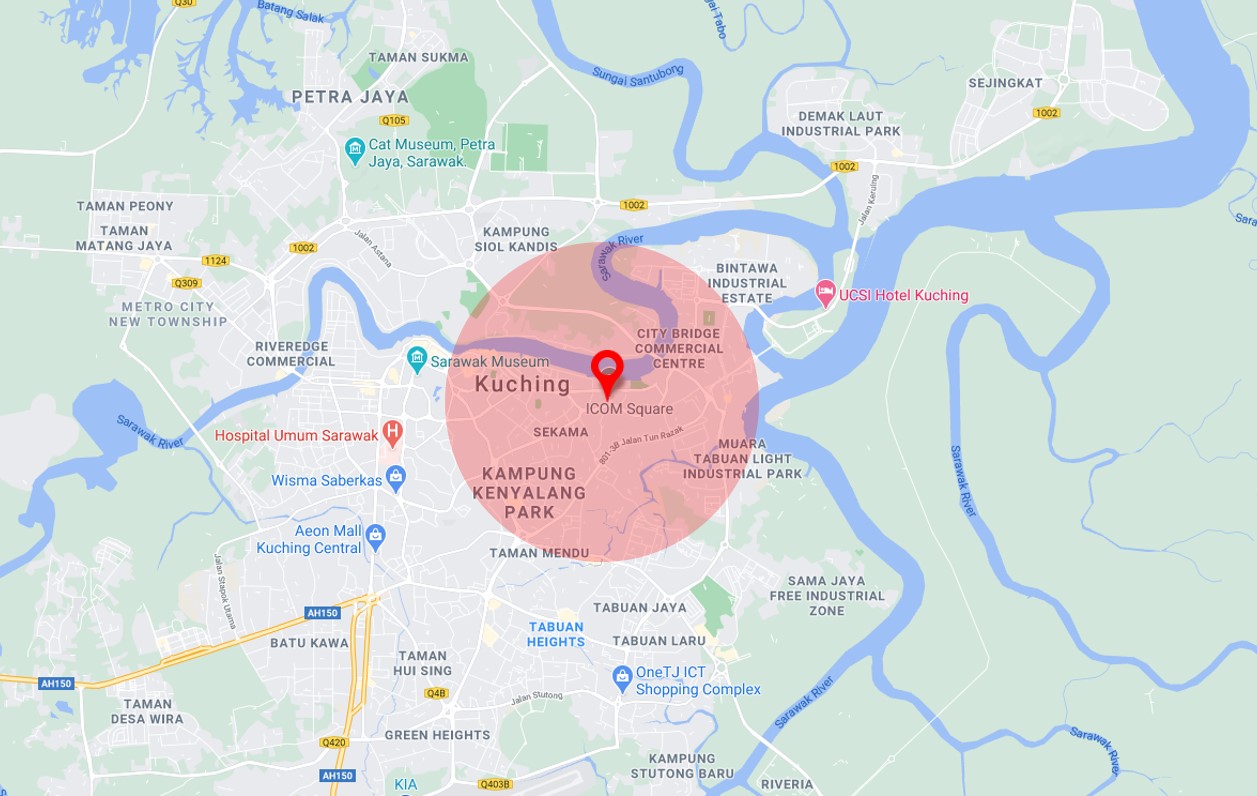 Q30
Batang Salak
gai Tabo
TAMAN SUKMA
Sungai Santubong
SEJINGKAT
PETRA JAYA
Q105
DEMAK LAUT
INDUSTRIAL PARK
1002
Cat Museum, Petra
Jaya, Sarawak.
1002
Jalan Keruing
TAMAN PEONY
1002
Sara
TAMAN
MATANG JAYA
1002
Jalan Astana
KAMPUNG
SIOL KANDIS
Sarawak River
1124
Q309
BINTAWA
INDUSTRIAL
ESTATE
UCSI Hotel Kuching
METRO CITY
NEW TOWNSHIP
RIVEREDGE
COMMERCIAL
CITY BRIDGE
COMMERCIAL
CENTRE
Sarawak Museum
Kuching
ICOM Square
Sarawak River
Hospital Umum Sarawak
SEKAMA
801-3B Jalan Tun Razak
MUARA
TABUAN LIGHT
INDUSTRIAL PARK
Sarawak River
Wisma Saberkas
KAMPUNG
KENYALANG
PARK
Aeon Mall
Kuching Central
TAMAN MENDU
Jalan Stapok Utama
SAMA JAYA
FREE INDUSTRIAL
ZONE
AH150
TABUAN JAYA
BATU KAWA
TABUAN
HEIGHTS
TABUAN LARU
TAMAN
HUI SING
AH150
Q4B
Jalan Stutong
OneTJ ICT
Shopping Complex
Sarawak River
TAMAN
DESA WIRA
GREEN HEIGHTS
Q420
Sarawak River
AH150
KIA
Q403B
KAMPUNG
STUTONG BARU
RIVERIA